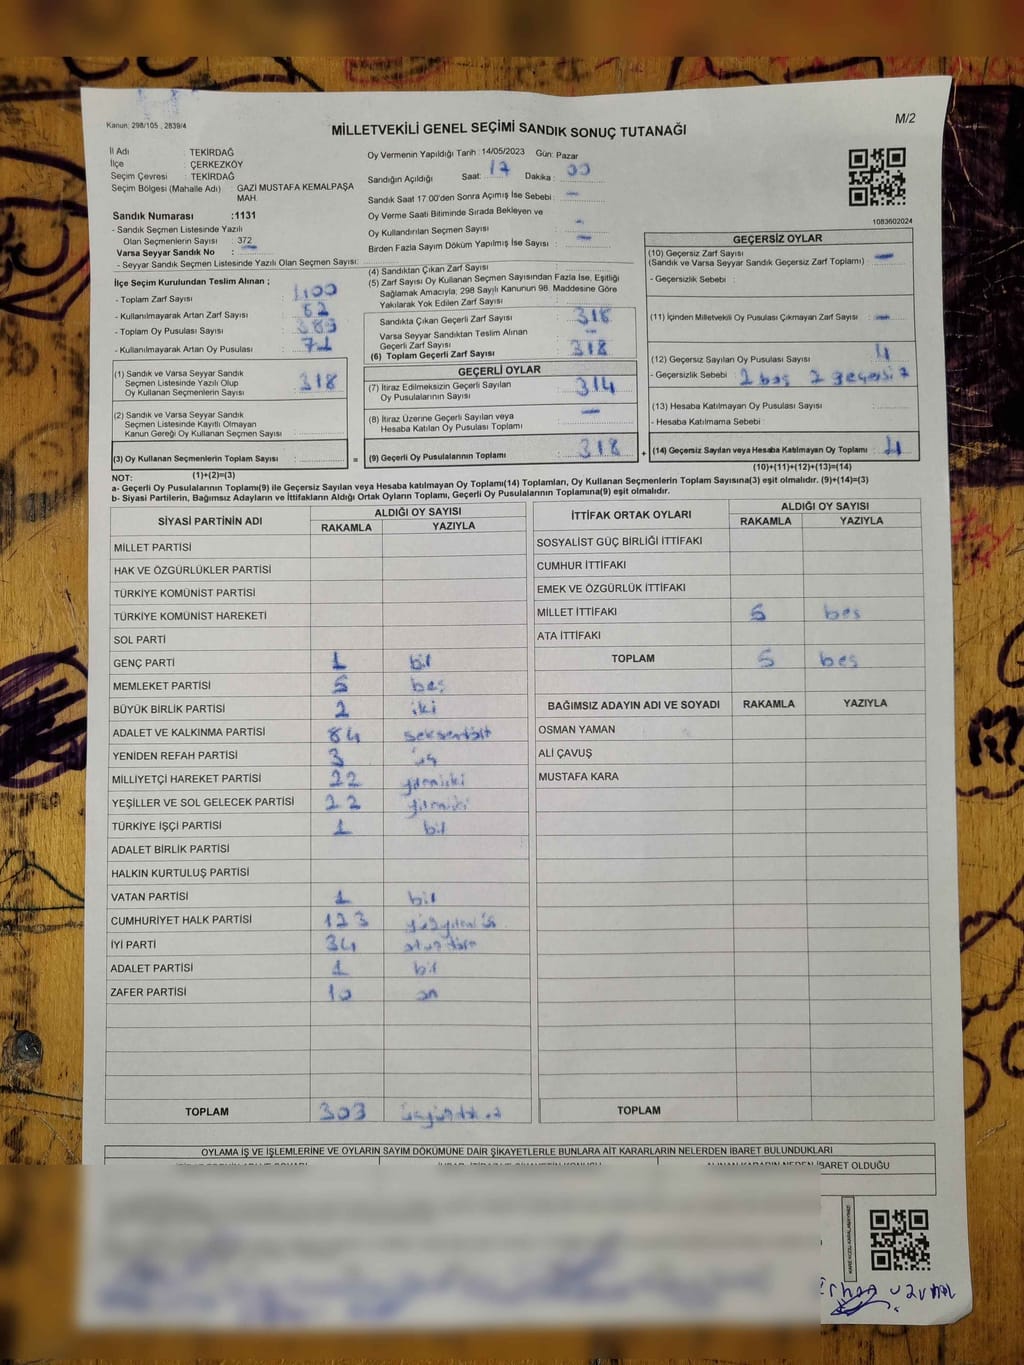 Kanun: 298/105 , 2839/4
M/2
MİLLETVEKİLİ GENEL SEÇİMİ SANDIK SONUÇ TUTANAĞI
İl Adı : TEKİRDAĞ
İlçe : ÇERKEZKÖY
Seçim Çevresi : TEKİRDAĞ
Seçim Bölgesi (Mahalle Adı) : GAZİ MUSTAFA KEMALPAŞA
MAH.
Sandık Numarası :1131
- Sandık Seçmen Listesinde Yazılı
Olan Seçmenlerin Sayısı : 372
Varsa Seyyar Sandık No : -
- Seyyar Sandık Seçmen Listesinde Yazılı Olan Seçmen Sayısı:
Oy Vermenin Yapıldığı Tarih : 14/05/2023 Gün: Pazar
Sandığın Açıldığı Saat: 17 Dakika : 00
Sandık Saat 17.00'den Sonra Açımış İse Sebebi : -
Oy Verme Saati Bitiminde Sırada Bekleyen ve
Oy Kullandırılan Seçmen Sayısı : -
Birden Fazla Sayım Döküm Yapılmış İse Sayısı : -
1083602024
İlçe Seçim Kurulundan Teslim Alınan ;
- Toplam Zarf Sayısı : 1100
- Kullanılmayarak Artan Zarf Sayısı : 82
- Toplam Oy Pusulası Sayısı : 389
- Kullanılmayarak Artan Oy Pusulası : 71
(1) Sandık ve Varsa Seyyar Sandık
Seçmen Listesinde Yazılı Olup
Oy Kullanan Seçmenlerin Sayısı : 318
(2) Sandık ve Varsa Seyyar Sandık
Seçmen Listesinde Kayıtlı Olmayan
Kanun Gereği Oy Kullanan Seçmen Sayısı :
(3) Oy Kullanan Seçmenlerin Toplam Sayısı : =
(1)+(2)=(3)
(4) Sandıktan Çıkan Zarf Sayısı :
(5) Zarf Sayısı Oy Kullanan Seçmen Sayısından Fazla İse, Eşitliği
Sağlamak Amacıyla; 298 Sayılı Kanunun 98. Maddesine Göre
Yakılarak Yok Edilen Zarf Sayısı :
Sandıkta Çıkan Geçerli Zarf Sayısı : 318
Varsa Seyyar Sandıktan Teslim Alınan
Geçerli Zarf Sayısı : -
(6) Toplam Geçerli Zarf Sayısı : 318
GEÇERLİ OYLAR
(7) İtiraz Edilmeksizin Geçerli Sayılan
Oy Pusulalarının Sayısı : 314
(8) İtiraz Üzerine Geçerli Sayılan veya
Hesaba Katılan Oy Pusulası Toplamı : -
(9) Geçerli Oy Pusulalarının Toplamı : 318 +
GEÇERSİZ OYLAR
(10) Geçersiz Zarf Sayısı
(Sandık ve Varsa Seyyar Sandık Geçersiz Zarf Toplamı) : -
- Geçersizlik Sebebi :
(11) İçinden Milletvekili Oy Pusulası Çıkmayan Zarf Sayısı : -
(12) Geçersiz Sayılan Oy Pusulası Sayısı : 4
- Geçersizlik Sebebi : 2 boş 2 geçersiz
(13) Hesaba Katılmayan Oy Pusulası Sayısı :
- Hesaba Katılmama Sebebi :
(14) Geçersiz Sayılan veya Hesaba Katılmayan Oy Toplamı : 4
(10)+(11)+(12)+(13)=(14)
NOT:
a- Geçerli Oy Pusulalarının Toplamı(9) ile Geçersiz Sayılan veya Hesaba Katılmayan Oy Toplamı(14) Toplamları, Oy Kullanan Seçmenlerin Toplam Sayısına(3) eşit olmalıdır. (9)+(14)=(3)
b- Siyasi Partilerin, Bağımsız Adayların ve İttifakların Aldığı Ortak Oyların Toplamı, Geçerli Oy Pusulalarının Toplamına(9) eşit olmalıdır.
SİYASİ PARTİNİN ADI ALDIĞI OY SAYISI
RAKAMLA YAZIYLA
MİLLET PARTİSİ
HAK VE ÖZGÜRLÜKLER PARTİSİ
TÜRKİYE KOMÜNİST PARTİSİ
TÜRKİYE KOMÜNİST HAREKETİ
SOL PARTİ
GENÇ PARTİ 1 bir
MEMLEKET PARTİSİ 5 beş
BÜYÜK BİRLİK PARTİSİ 2 iki
ADALET VE KALKINMA PARTİSİ 84 seksendört
YENİDEN REFAH PARTİSİ 3 üç
MİLLİYETÇİ HAREKET PARTİSİ 22 yirmiiki
YEŞİLLER VE SOL GELECEK PARTİSİ 22 yirmiiki
TÜRKİYE İŞÇİ PARTİSİ 1 bir
ADALET BİRLİK PARTİSİ
HALKIN KURTULUŞ PARTİSİ
VATAN PARTİSİ 1 bir
CUMHURİYET HALK PARTİSİ 123 yüzyirmiüç
İYİ PARTİ 34 otuzdört
ADALET PARTİSİ 1 bir
ZAFER PARTİSİ 10 on
TOPLAM 303
İTTİFAK ORTAK OYLARI ALDIĞI OY SAYISI
RAKAMLA YAZIYLA
SOSYALİST GÜÇ BİRLİĞİ İTTİFAKI
CUMHUR İTTİFAKI
EMEK VE ÖZGÜRLÜK İTTİFAKI
MİLLET İTTİFAKI 5 beş
ATA İTTİFAKI
TOPLAM 5 beş
BAĞIMSIZ ADAYIN ADI VE SOYADI RAKAMLA YAZIYLA
OSMAN YAMAN
ALİ ÇAVUŞ
MUSTAFA KARA
TOPLAM
OYLAMA İŞ VE İŞLEMLERİNE VE OYLARIN SAYIM DÖKÜMÜNE DAİR ŞİKAYETLERLE BUNLARA AİT KARARLARIN NELERDEN İBARET BULUNDUKLARI
İBARET OLDUĞU
Erhan